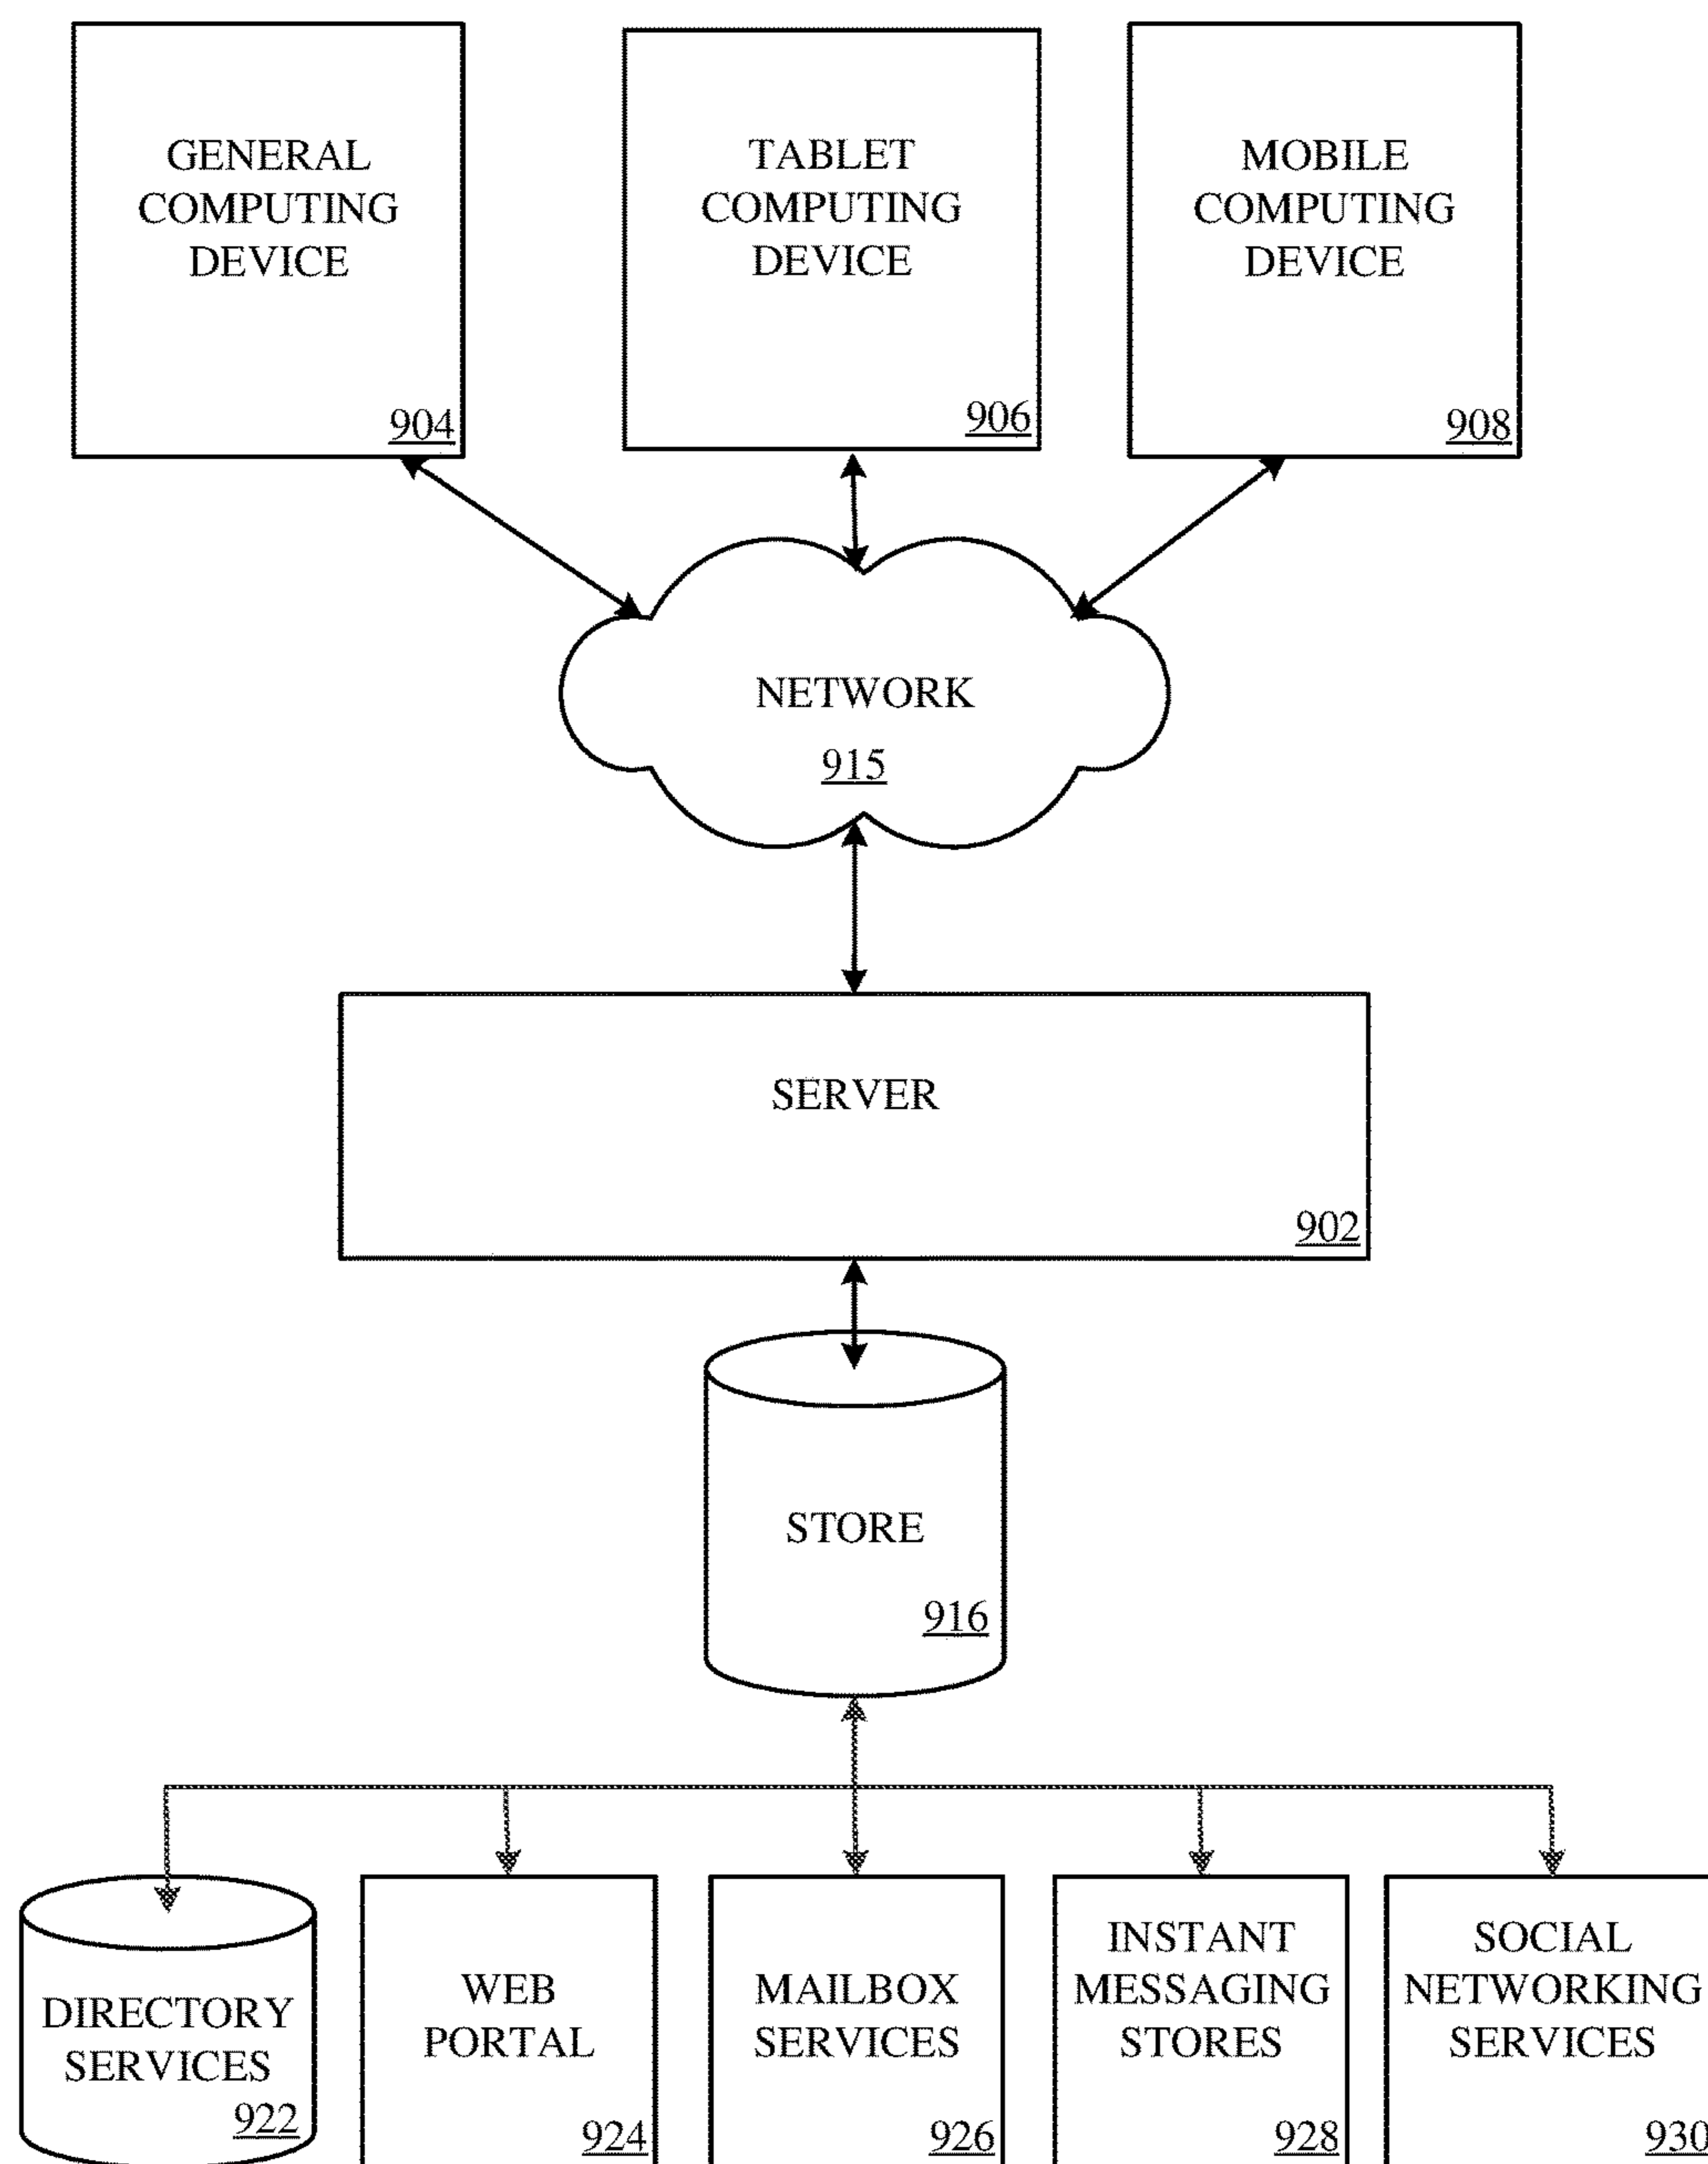 GENERAL
COMPUTING
DEVICE
904
TABLET
COMPUTING
DEVICE
906
MOBILE
COMPUTING
DEVICE
908
NETWORK
915
SERVER
902
STORE
916
DIRECTORY
SERVICES
922
WEB
PORTAL
924
MAILBOX
SERVICES
926
INSTANT
MESSAGING
STORES
928
SOCIAL
NETWORKING
SERVICES
930